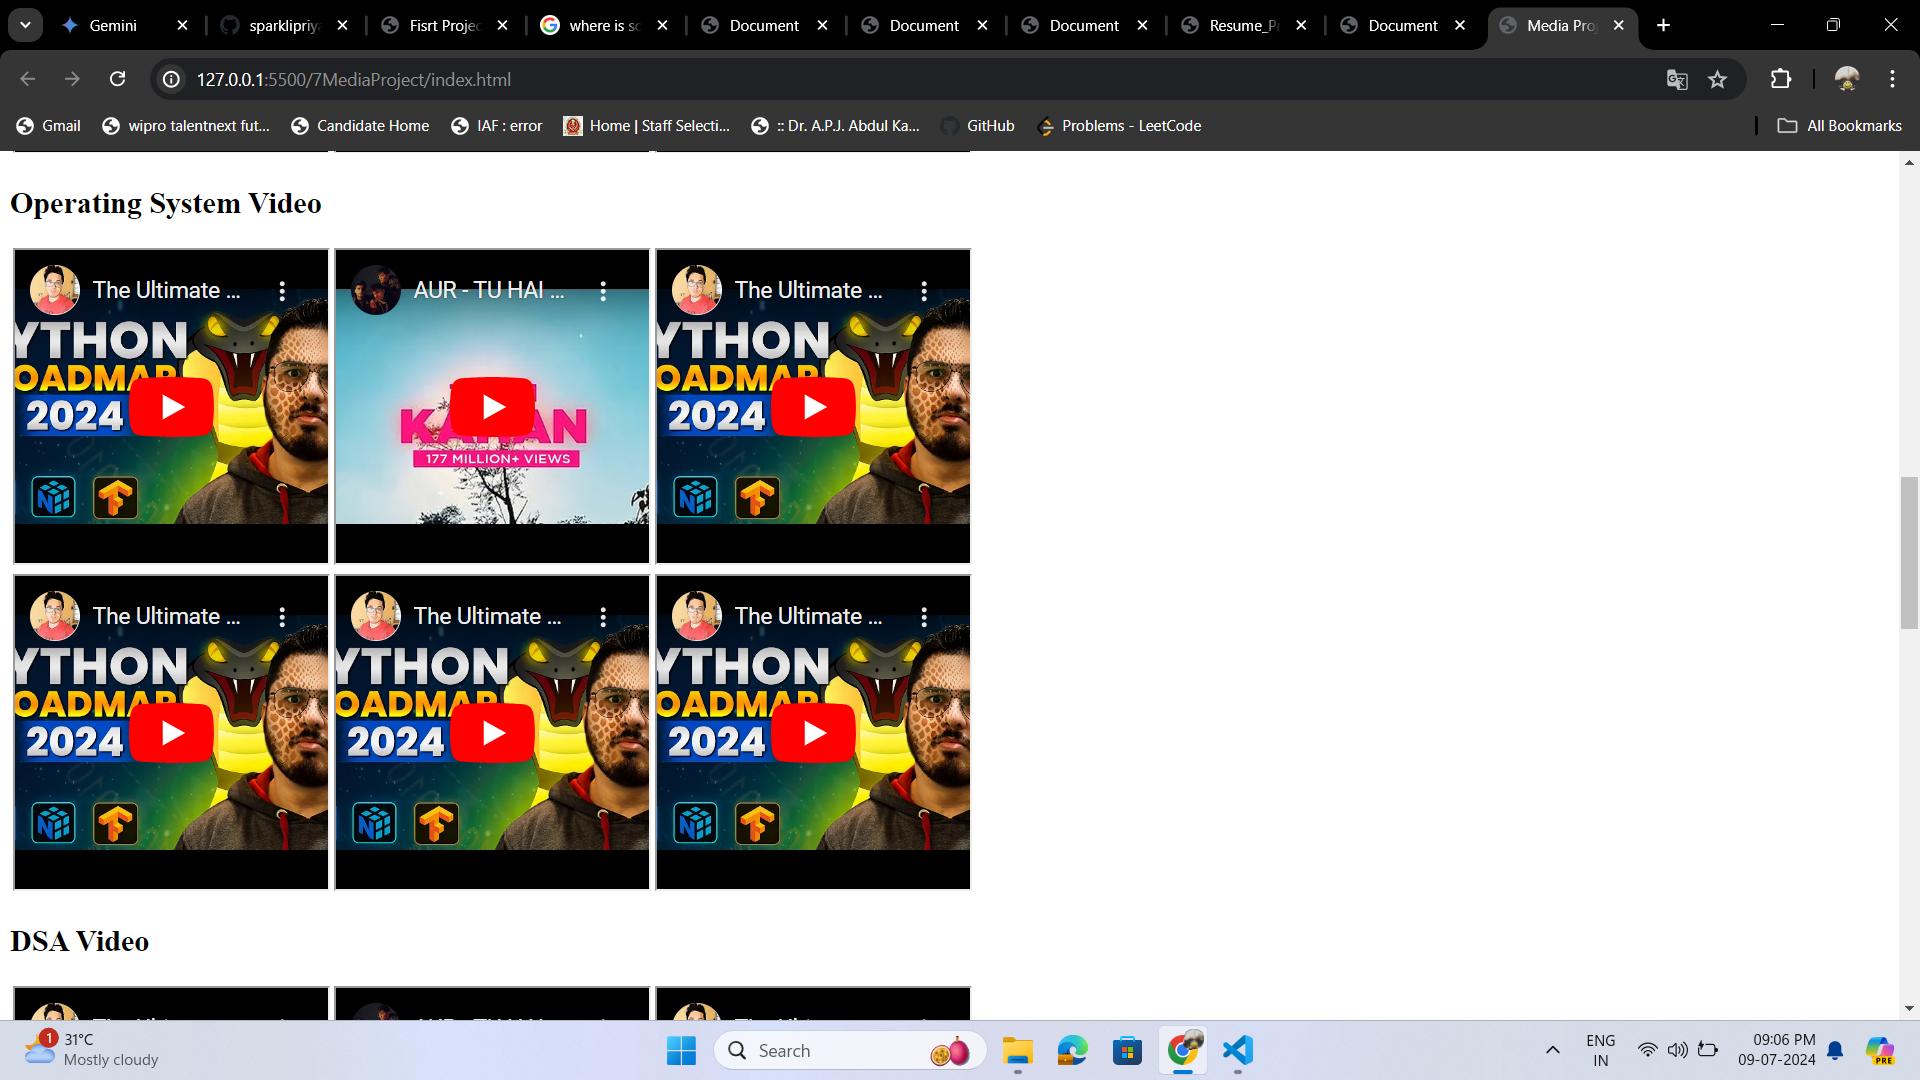 Gemini
sparklipriya
Fisrt Projec
where is sc
Document
Document
Document
Resume_P
Document
Media Proj
127.0.0.1:5500/7MediaProject/index.html
Gmail
wipro talentnext fut...
Candidate Home
IAF : error
Home | Staff Selecti...
:: Dr. A.P.J. Abdul Ka...
GitHub
Problems - LeetCode
All Bookmarks
Operating System Video
The Ultimate ...
AUR - TU HAI ...
The Ultimate ...
YTHON
OADMAP
2024
KAHAN
177 MILLION+ VIEWS
YTHON
OADMAP
2024
The Ultimate ...
The Ultimate ...
The Ultimate ...
YTHON
OADMAP
2024
YTHON
OADMAP
2024
YTHON
OADMAP
2024
DSA Video
1
31°C
Mostly cloudy
Search
ENG
IN
09:06 PM
09-07-2024
PRE